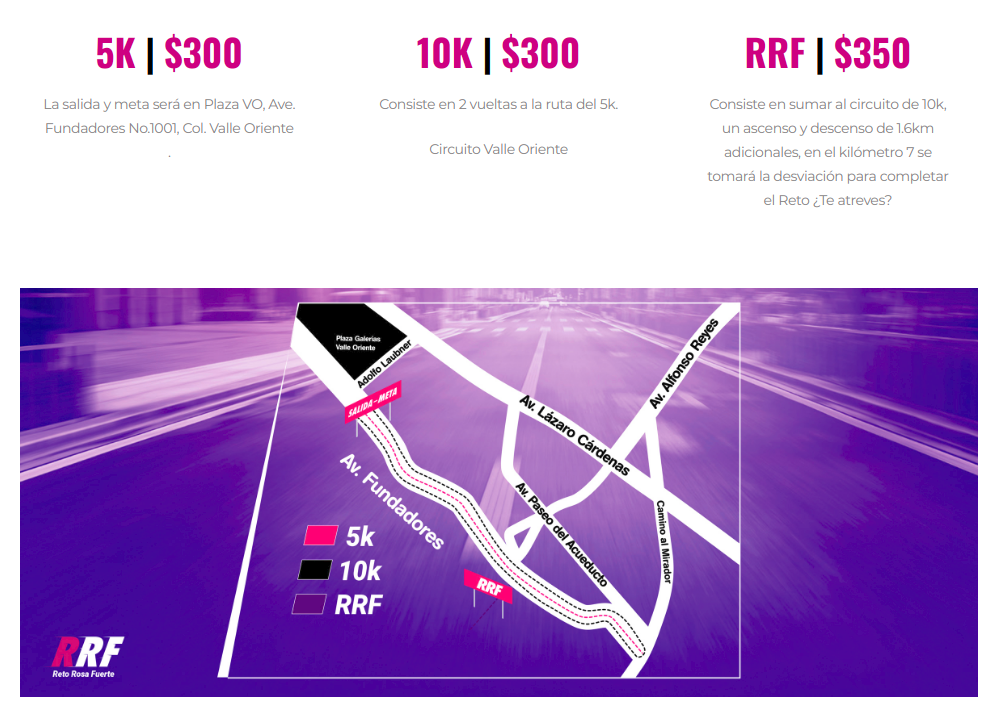 5K | $300
La salida y meta será en Plaza VO, Ave.
Fundadores No.1001, Col. Valle Oriente
.
10K | $300
Consiste en 2 vueltas a la ruta del 5k.
Circuito Valle Oriente
RRF | $350
Consiste en sumar al circuito de 10k,
un ascenso y descenso de 1.6km
adicionales, en el kilómetro 7 se
tomará la desviación para completar
el Reto ¿Te atreves?
Plaza Galerías
Valle Oriente
Adolfo Laubner
SALIDA-META
Av. Fundadores
Av. Lázaro Cárdenas
Av. Alfonso Reyes
Av. Paseo del Acueducto
Camino al Mirador
RRF
5k
10k
RRF
RRF
Reto Rosa Fuerte